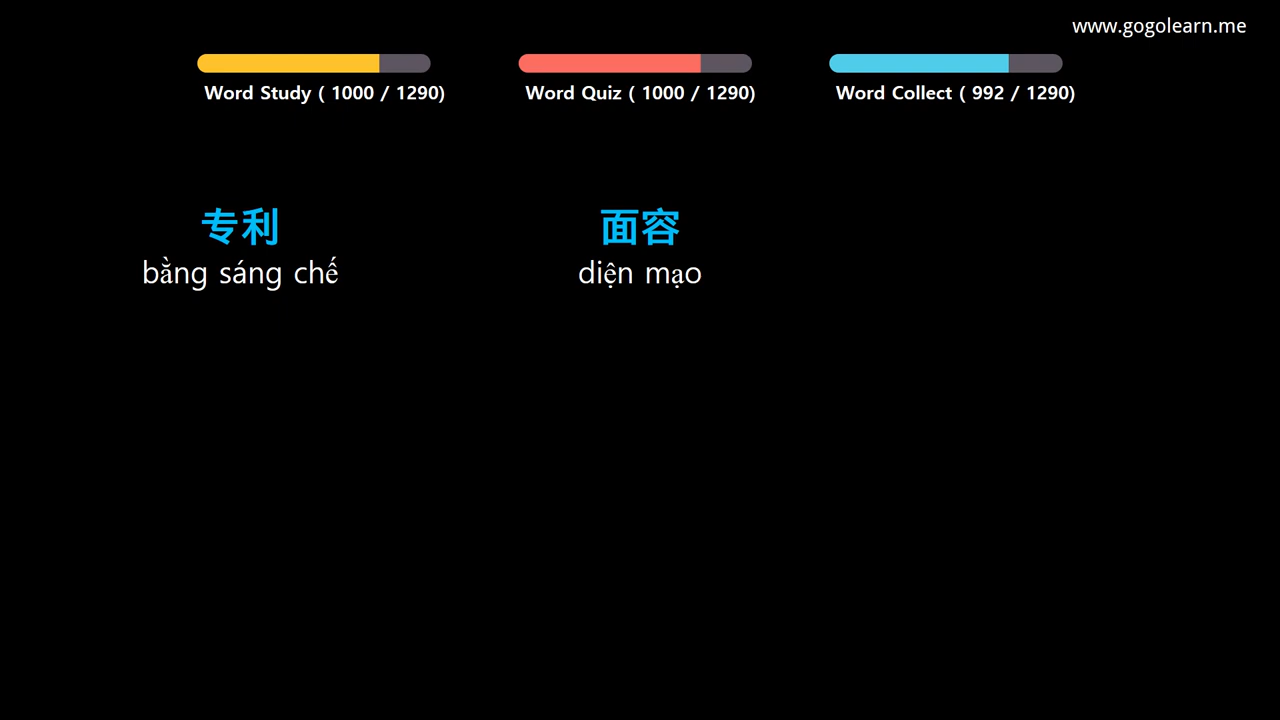 www.gogolearn.me
Word Study ( 1000 / 1290)
Word Quiz ( 1000 / 1290)
Word Collect ( 992 / 1290)
专利
面容
bằng sáng chế
diện mạo